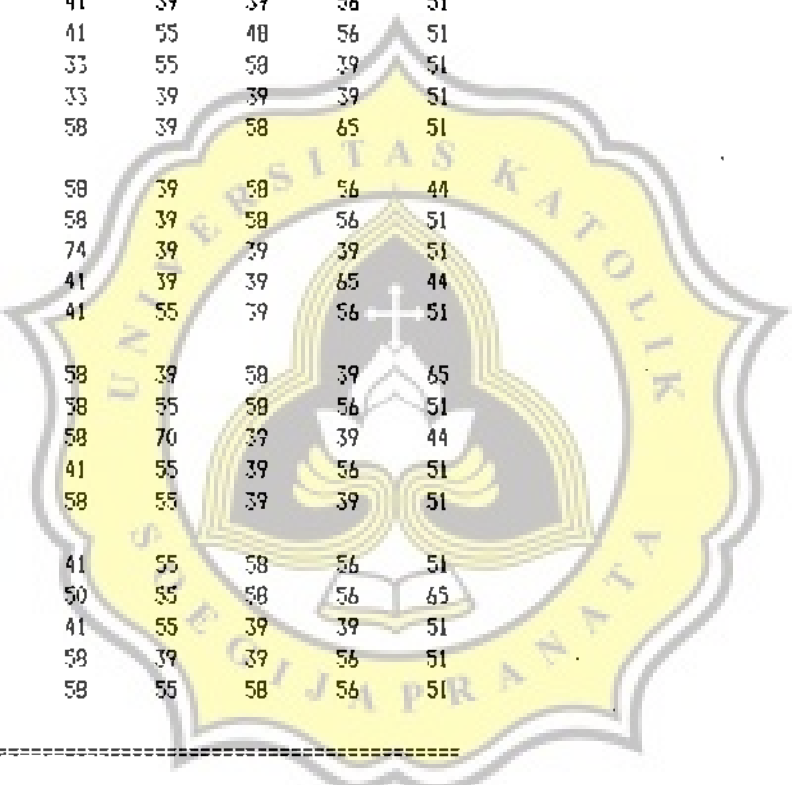 41 39 39 56 51
41 55 48 56 51
33 55 58 39 51
33 39 39 39 51
58 39 58 65 51
58 39 58 56 44
58 39 58 56 51
74 39 39 39 51
41 39 39 65 44
41 55 39 56 51
58 39 58 39 65
58 55 58 56 51
58 70 39 39 44
41 55 39 56 51
58 55 39 39 51
41 55 58 56 51
50 55 58 56 65
41 55 39 39 51
58 39 39 56 51
58 55 58 56 51
UNIVERSITAS KATOLIK
SOEGIJAPRANATA